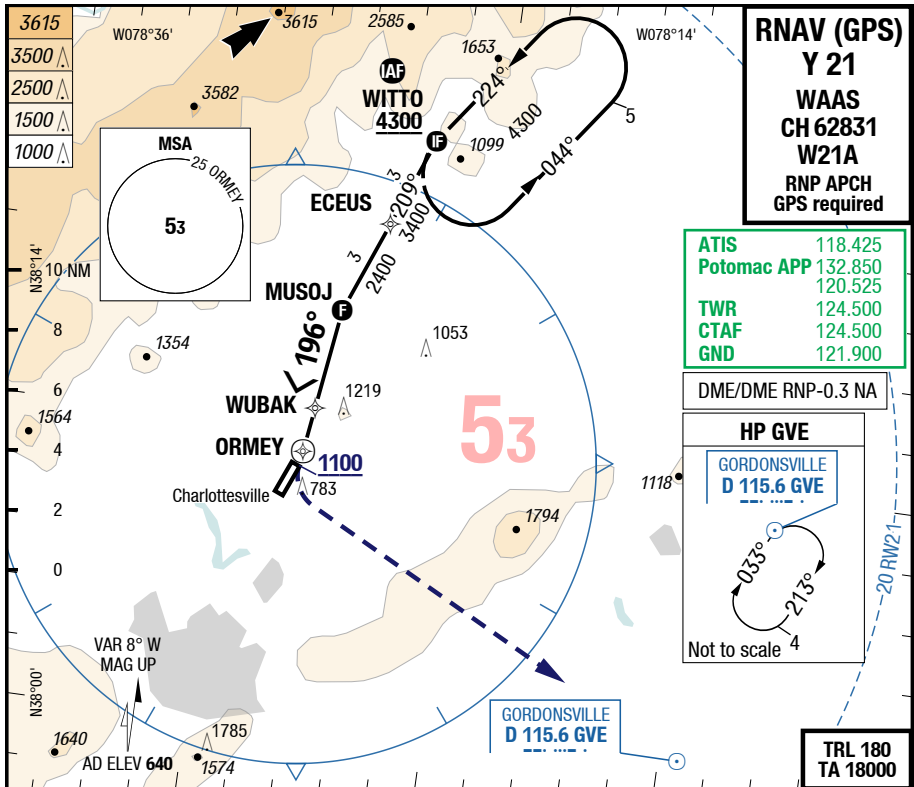 3615
3500
2500
1500
1000
W078°36'
3615
2585
1653
W078°14'
3582
IAF
WITTO
4300
IF
1099
224°
4300
044°
5
RNAV (GPS)
Y 21
WAAS
CH 62831
W21A
RNP APCH
GPS required
MSA
25 ORMEY
53
ECEUS
3
209°
3400
3
2400
N38°14'
10 NM
8
6
4
2
0
MUSOJ
F
196°
1354
1053
WUBAK
1219
1564
ORMEY
1100
783
Charlottesville
53
1118
1794
ATIS 118.425
Potomac APP 132.850
120.525
TWR 124.500
CTAF 124.500
GND 121.900
DME/DME RNP-0.3 NA
HP GVE
GORDONSVILLE
D 115.6 GVE
033°
213°
4
Not to scale
20 RW21
VAR 8° W
MAG UP
N38°00'
1640
AD ELEV 640
1785
1574
GORDONSVILLE
D 115.6 GVE
TRL 180
TA 18000